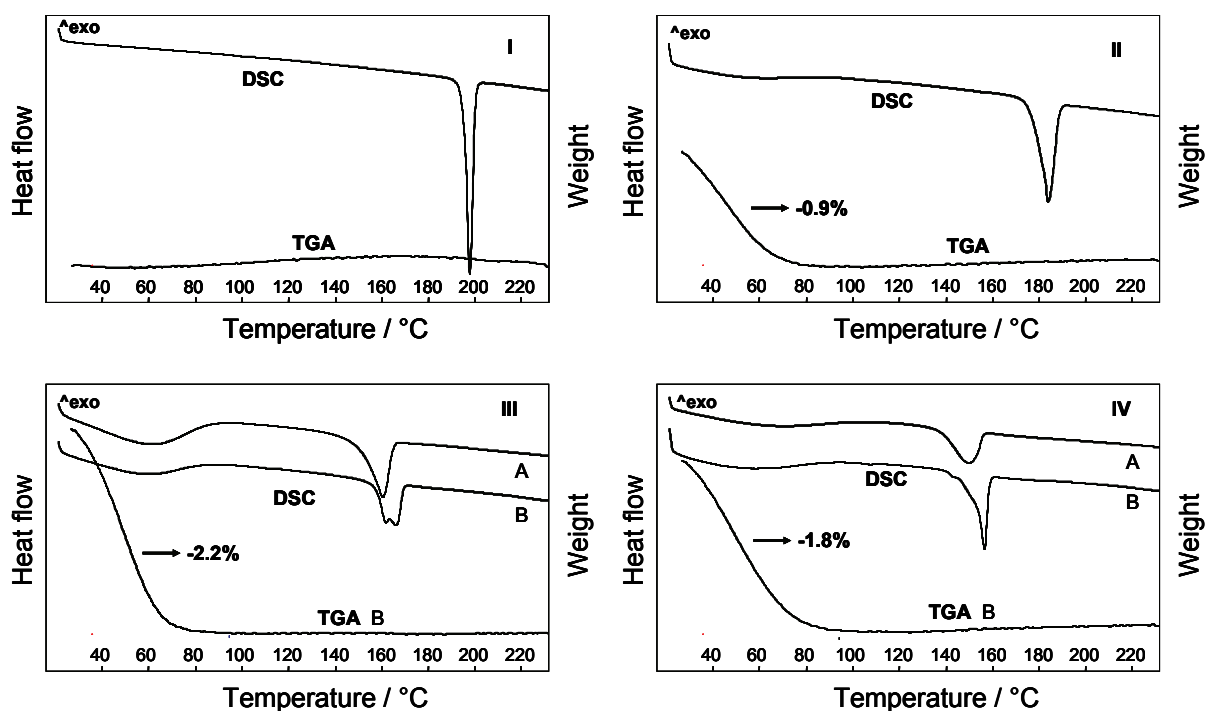 ^exo
I
DSC
TGA
Heat flow
Weight
40 60 80 100 120 140 160 180 200 220
Temperature / °C
^exo
II
DSC
-0.9%
TGA
Heat flow
Weight
40 60 80 100 120 140 160 180 200 220
Temperature / °C
^exo
III
A
DSC
B
-2.2%
TGA B
Heat flow
Weight
40 60 80 100 120 140 160 180 200 220
Temperature / °C
^exo
IV
A
DSC
B
-1.8%
TGA B
Heat flow
Weight
40 60 80 100 120 140 160 180 200 220
Temperature / °C